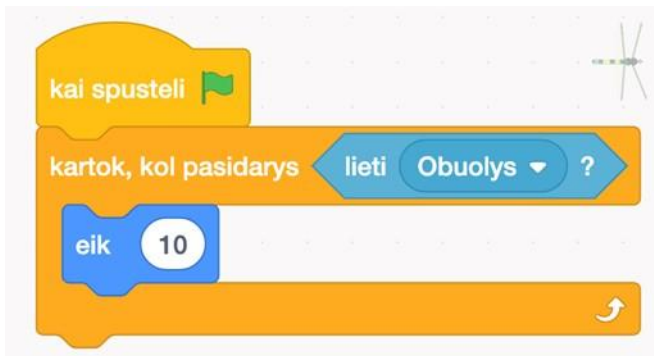 kai spusteli
kartok, kol pasidarys lieti Obuolys ?
eik 10